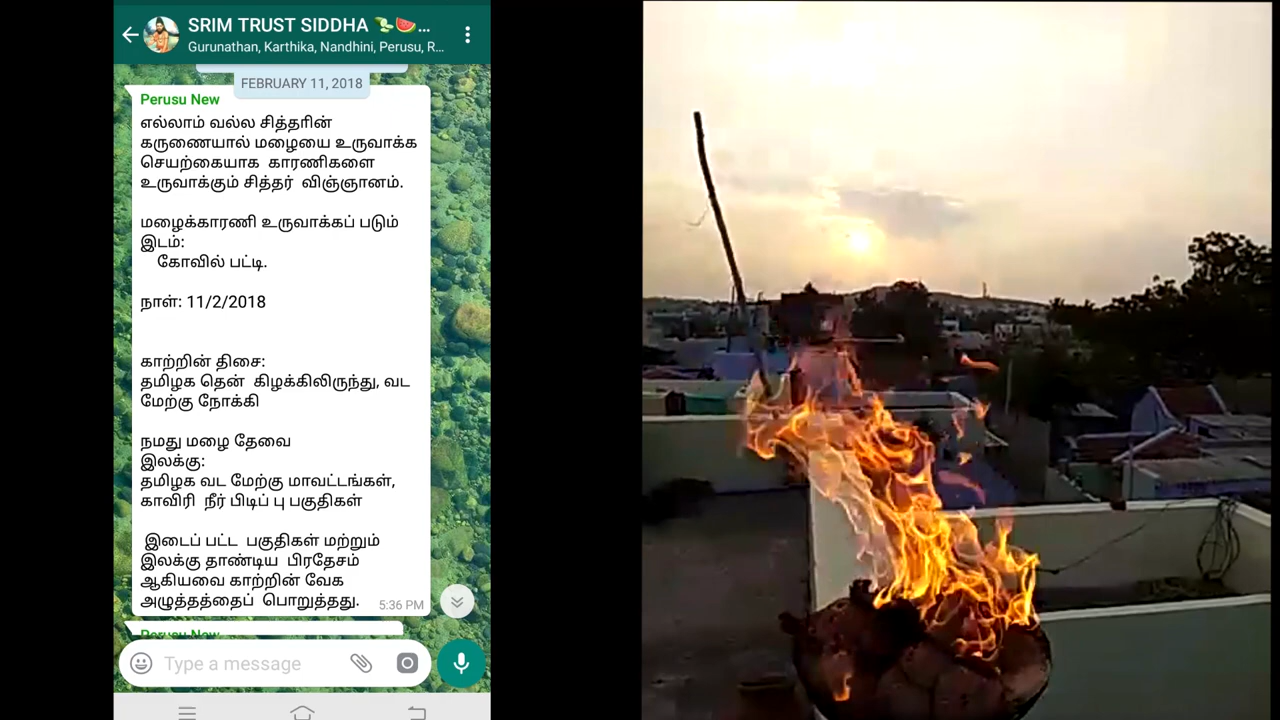 SRIM TRUST SIDDHA 🍃🍉...
Gurunathan, Karthika, Nandhini, Perusu, R...
FEBRUARY 11, 2018
Perusu New
எல்லாம் வல்ல சித்தரின்
கருணையால் மழையை உருவாக்க
செயற்கையாக காரணிகளை
உருவாக்கும் சித்தர் விஞ்ஞானம்.
மழைக்காரணி உருவாக்கப் படும்
இடம்:
கோவில் பட்டி.
நாள்: 11/2/2018
காற்றின் திசை:
தமிழக தென் கிழக்கிலிருந்து, வட
மேற்கு நோக்கி
நமது மழை தேவை
இலக்கு:
தமிழக வட மேற்கு மாவட்டங்கள்,
காவிரி நீர் பிடிப் பு பகுதிகள்
இடைப் பட்ட பகுதிகள் மற்றும்
இலக்கு தாண்டிய பிரதேசம்
ஆகியவை காற்றின் வேக
அழுத்தத்தைப் பொறுத்தது.
5:36 PM
Perusu New
Type a message